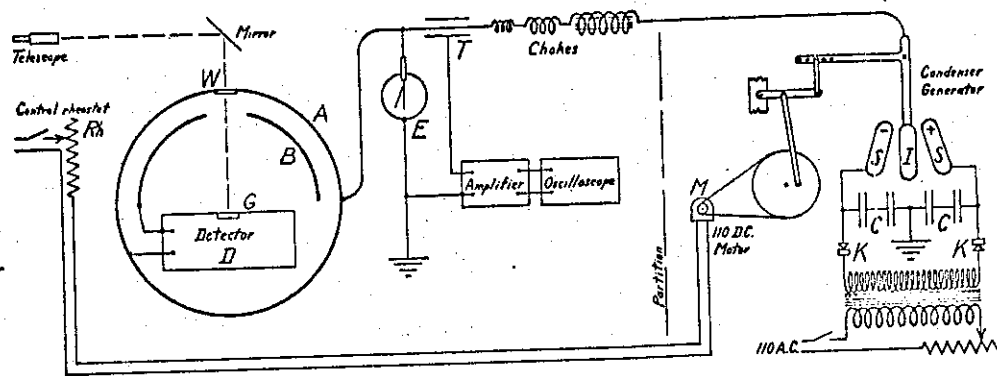 Mirror
Telescope
W
T
Chokes
Control rheostat
Rh
A
B
E
G
Detector
D
Amplifier
Oscilloscope
Partition
M
110 D.C.
Motor
Condenser
Generator
-
S
I
+
S
C
C
K
K
110 A.C.